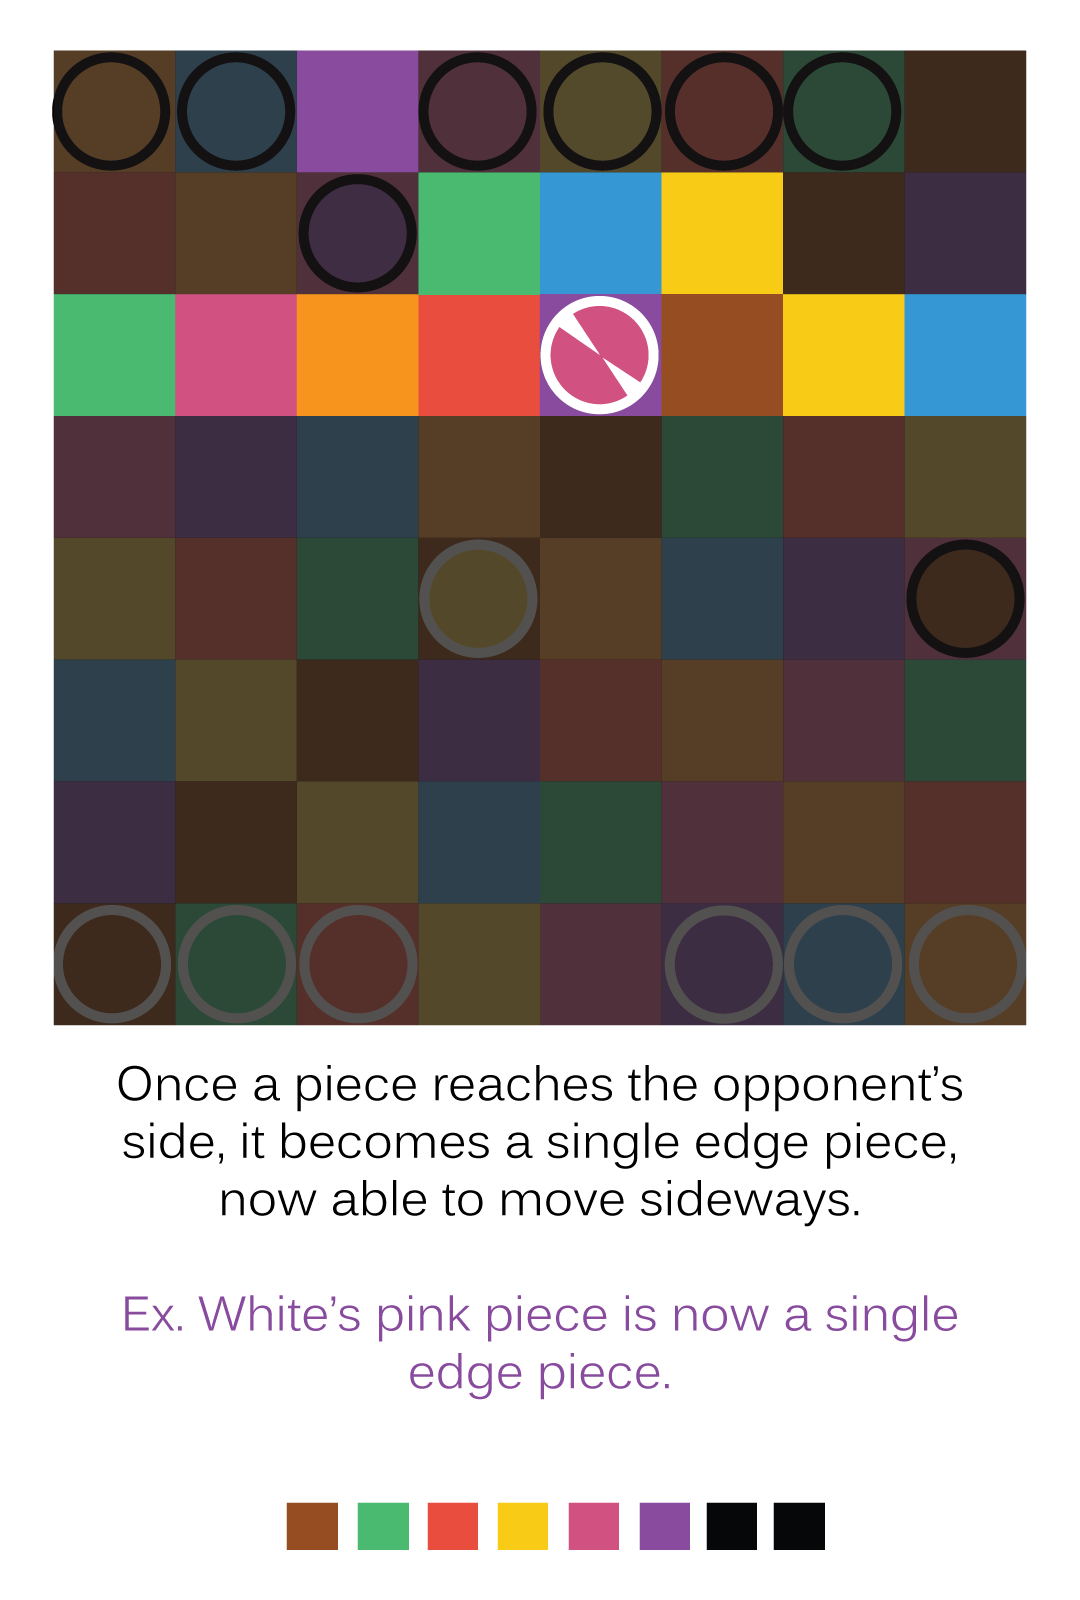 Once a piece reaches the opponent’s
side, it becomes a single edge piece,
now able to move sideways.
Ex. White’s pink piece is now a single
edge piece.